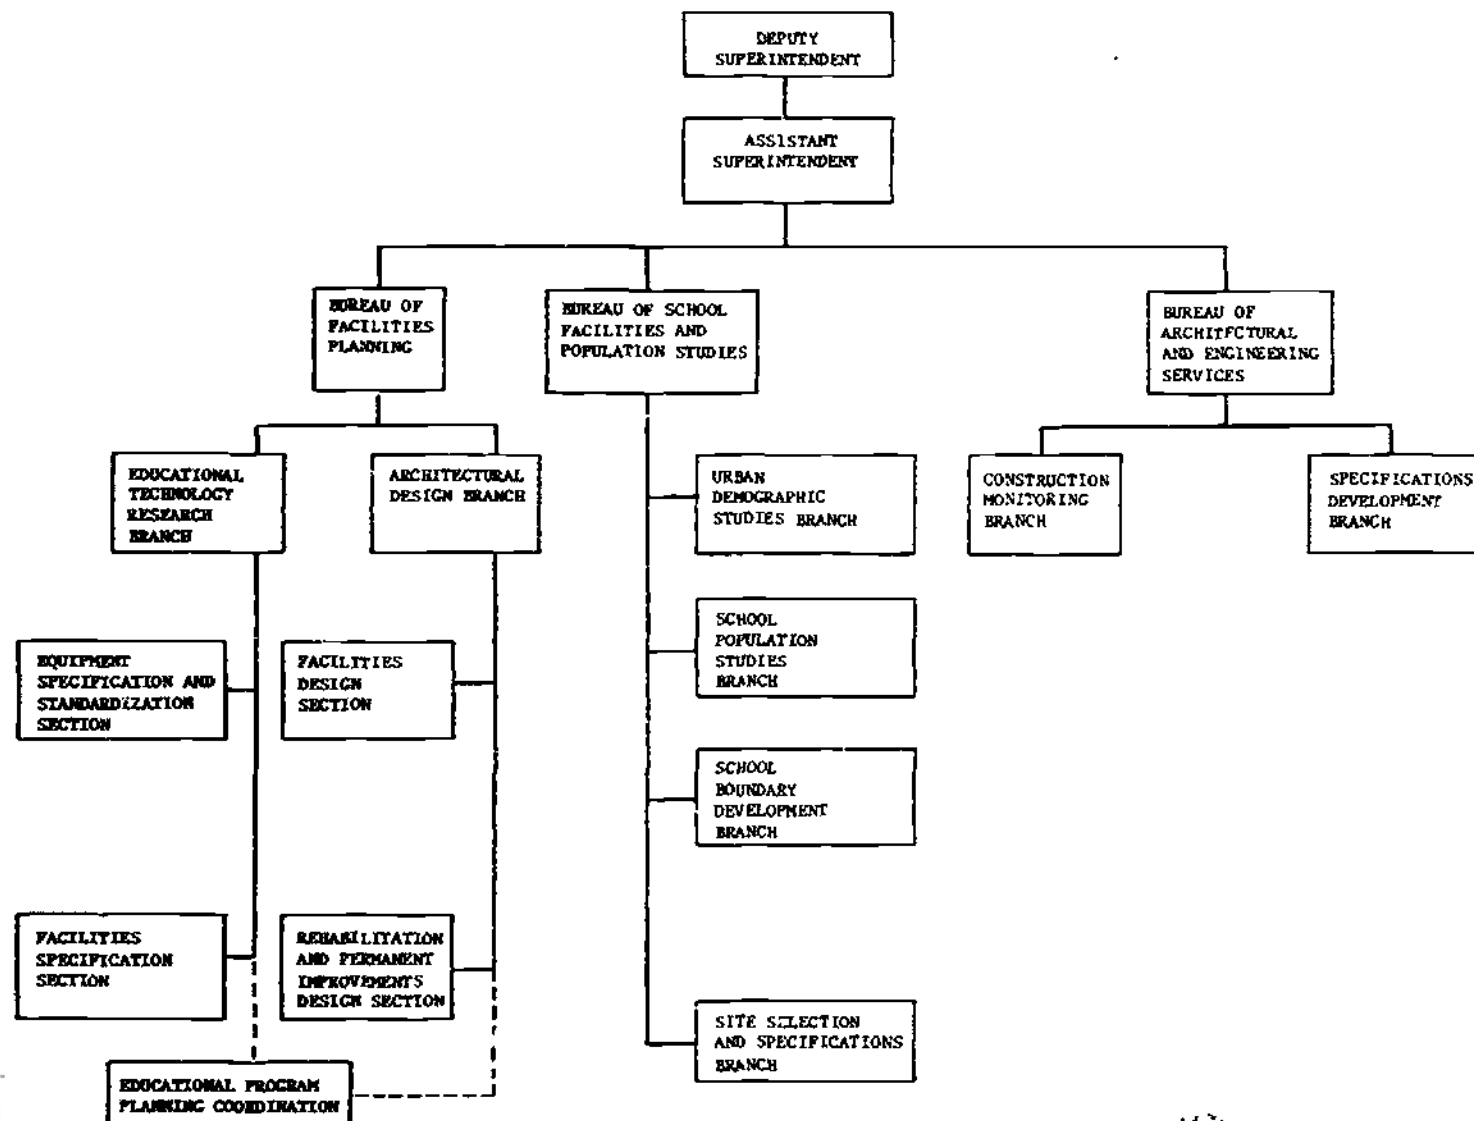 DEPUTY
SUPERINTENDENT
ASSISTANT
SUPERINTENDENT
BUREAU OF
FACILITIES
PLANNING
BUREAU OF SCHOOL
FACILITIES AND
POPULATION STUDIES
BUREAU OF
ARCHITECTURAL
AND ENGINEERING
SERVICES
EDUCATIONAL
TECHNOLOGY
RESEARCH
BRANCH
ARCHITECTURAL
DESIGN BRANCH
URBAN
DEMOGRAPHIC
STUDIES BRANCH
CONSTRUCTION
MONITORING
BRANCH
SPECIFICATIONS
DEVELOPMENT
BRANCH
EQUIPMENT
SPECIFICATION AND
STANDARDIZATION
SECTION
FACILITIES
DESIGN
SECTION
SCHOOL
POPULATION
STUDIES
BRANCH
SCHOOL
BOUNDARY
DEVELOPMENT
BRANCH
FACILITIES
SPECIFICATION
SECTION
REHABILITATION
AND PERMANENT
IMPROVEMENTS
DESIGN SECTION
SITE SELECTION
AND SPECIFICATIONS
BRANCH
EDUCATIONAL PROGRAM
PLANNING COORDINATION